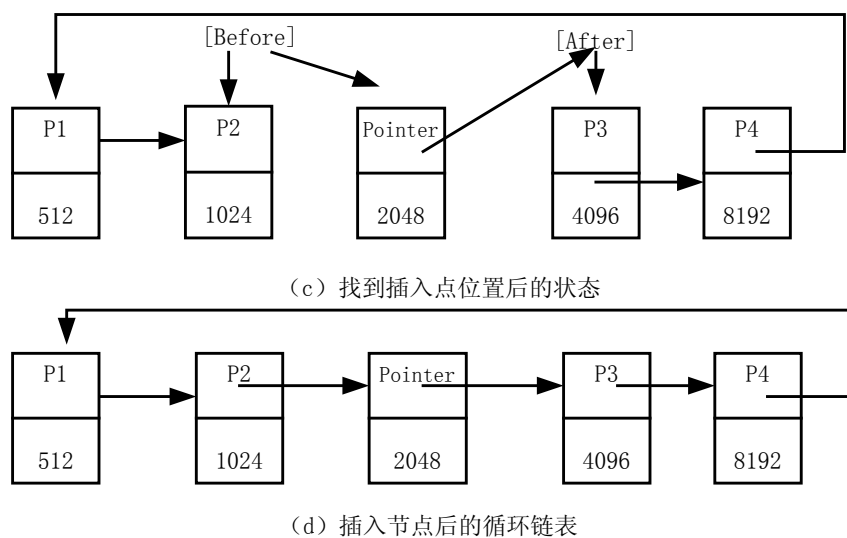 [Before] [After]
P1 P2 Pointer P3 P4
512 1024 2048 4096 8192
（c）找到插入点位置后的状态
P1 P2 Pointer P3 P4
512 1024 2048 4096 8192
（d）插入节点后的循环链表